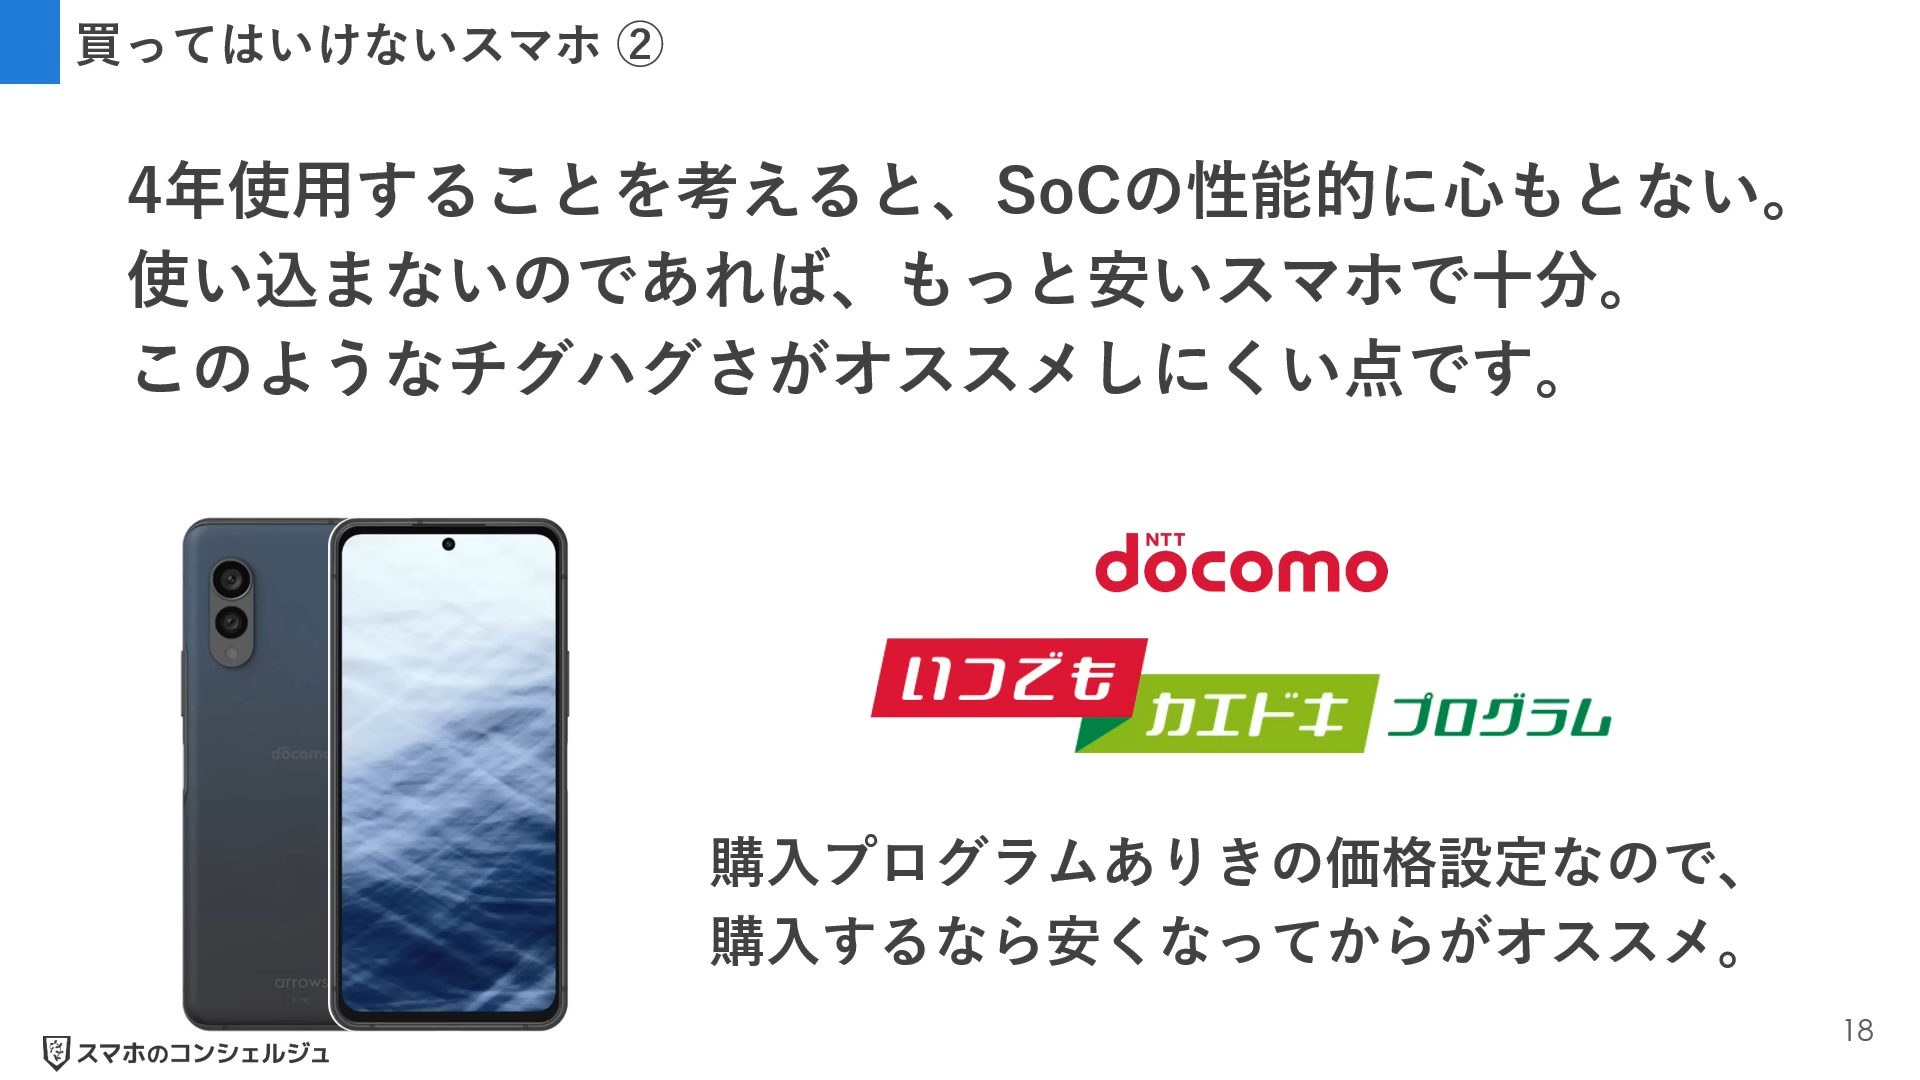 買ってはいけないスマホ ②
4年使用することを考えると、SoCの性能的に心もとない。
使い込まないのであれば、もっと安いスマホで十分。
このようなチグハグさがオススメしにくい点です。
NTT
docomo
いつでも
カエドキ プログラム
docomo
arrows
購入プログラムありきの価格設定なので、
購入するなら安くなってからがオススメ。
スマホのコンシェルジュ
18